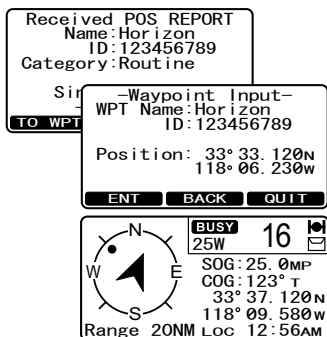 Received POS REPORT
Name:Horizon
ID:123456789
Category:Routine
TO WPT
–Waypoint Input–
WPT Name:Horizon
ID:123456789
Position: 33°33.120N
118°06.230W
ENT BACK QUIT
N
W E
S
Range 20NM
BUSY
25W 16
SOG:25.0MP
COG:123°T
33°37.120N
118°09.580W
LOC 12:56AM